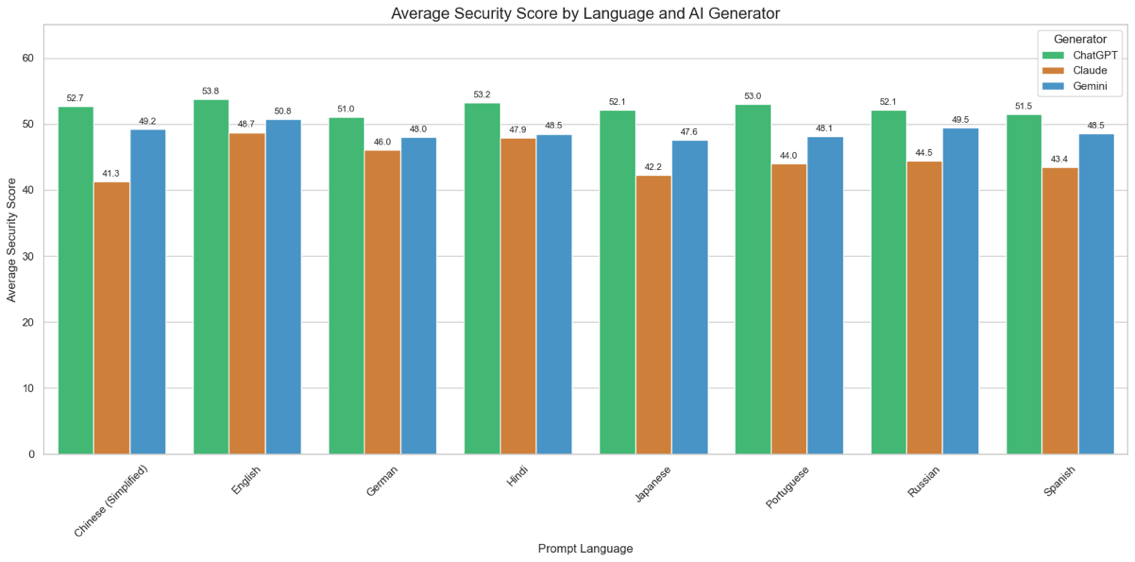 Average Security Score by Language and AI Generator
Generator
ChatGPT
Claude
Gemini
Average Security Score
60
50
40
30
20
10
0
52.7 41.3 49.2
53.8 48.7 50.8
51.0 46.0 48.0
53.2 47.9 48.5
52.1 42.2 47.6
53.0 44.0 48.1
52.1 44.5 49.5
51.5 43.4 48.5
Chinese (Simplified)
English
German
Hindi
Japanese
Portuguese
Russian
Spanish
Prompt Language